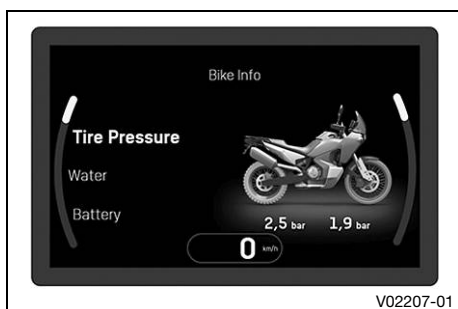 Bike Info
Tire Pressure
Water
Battery
2,5 bar 1,9 bar
0 km/h
V02207-01